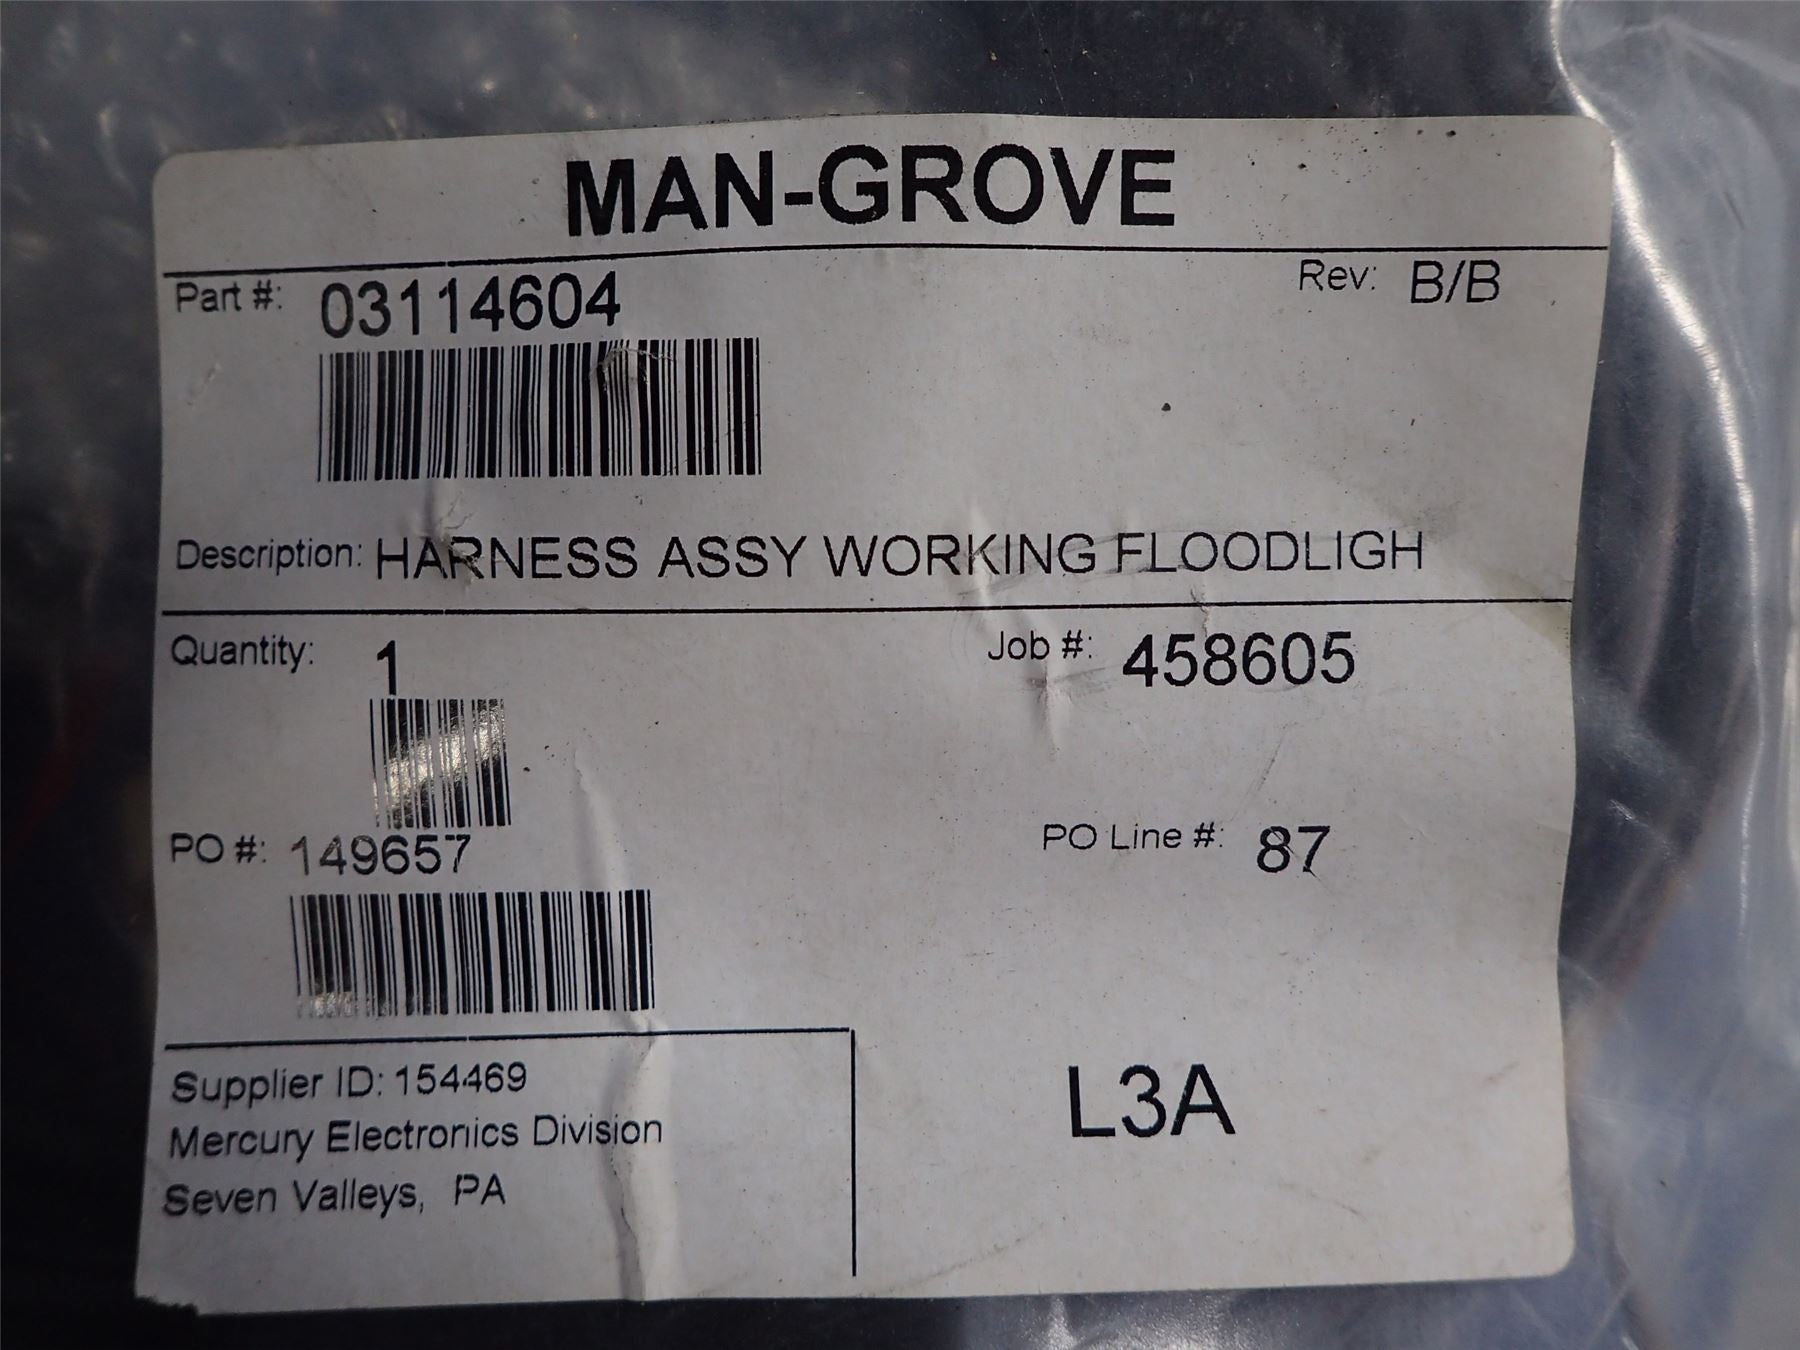 MAN-GROVE
Part #: 03114604 Rev: B/B
Description: HARNESS ASSY WORKING FLOODLIGH
Quantity: 1 Job #: 458605
PO #: 149657 PO Line #: 87
Supplier ID: 154469
Mercury Electronics Division
Seven Valleys, PA
L3A